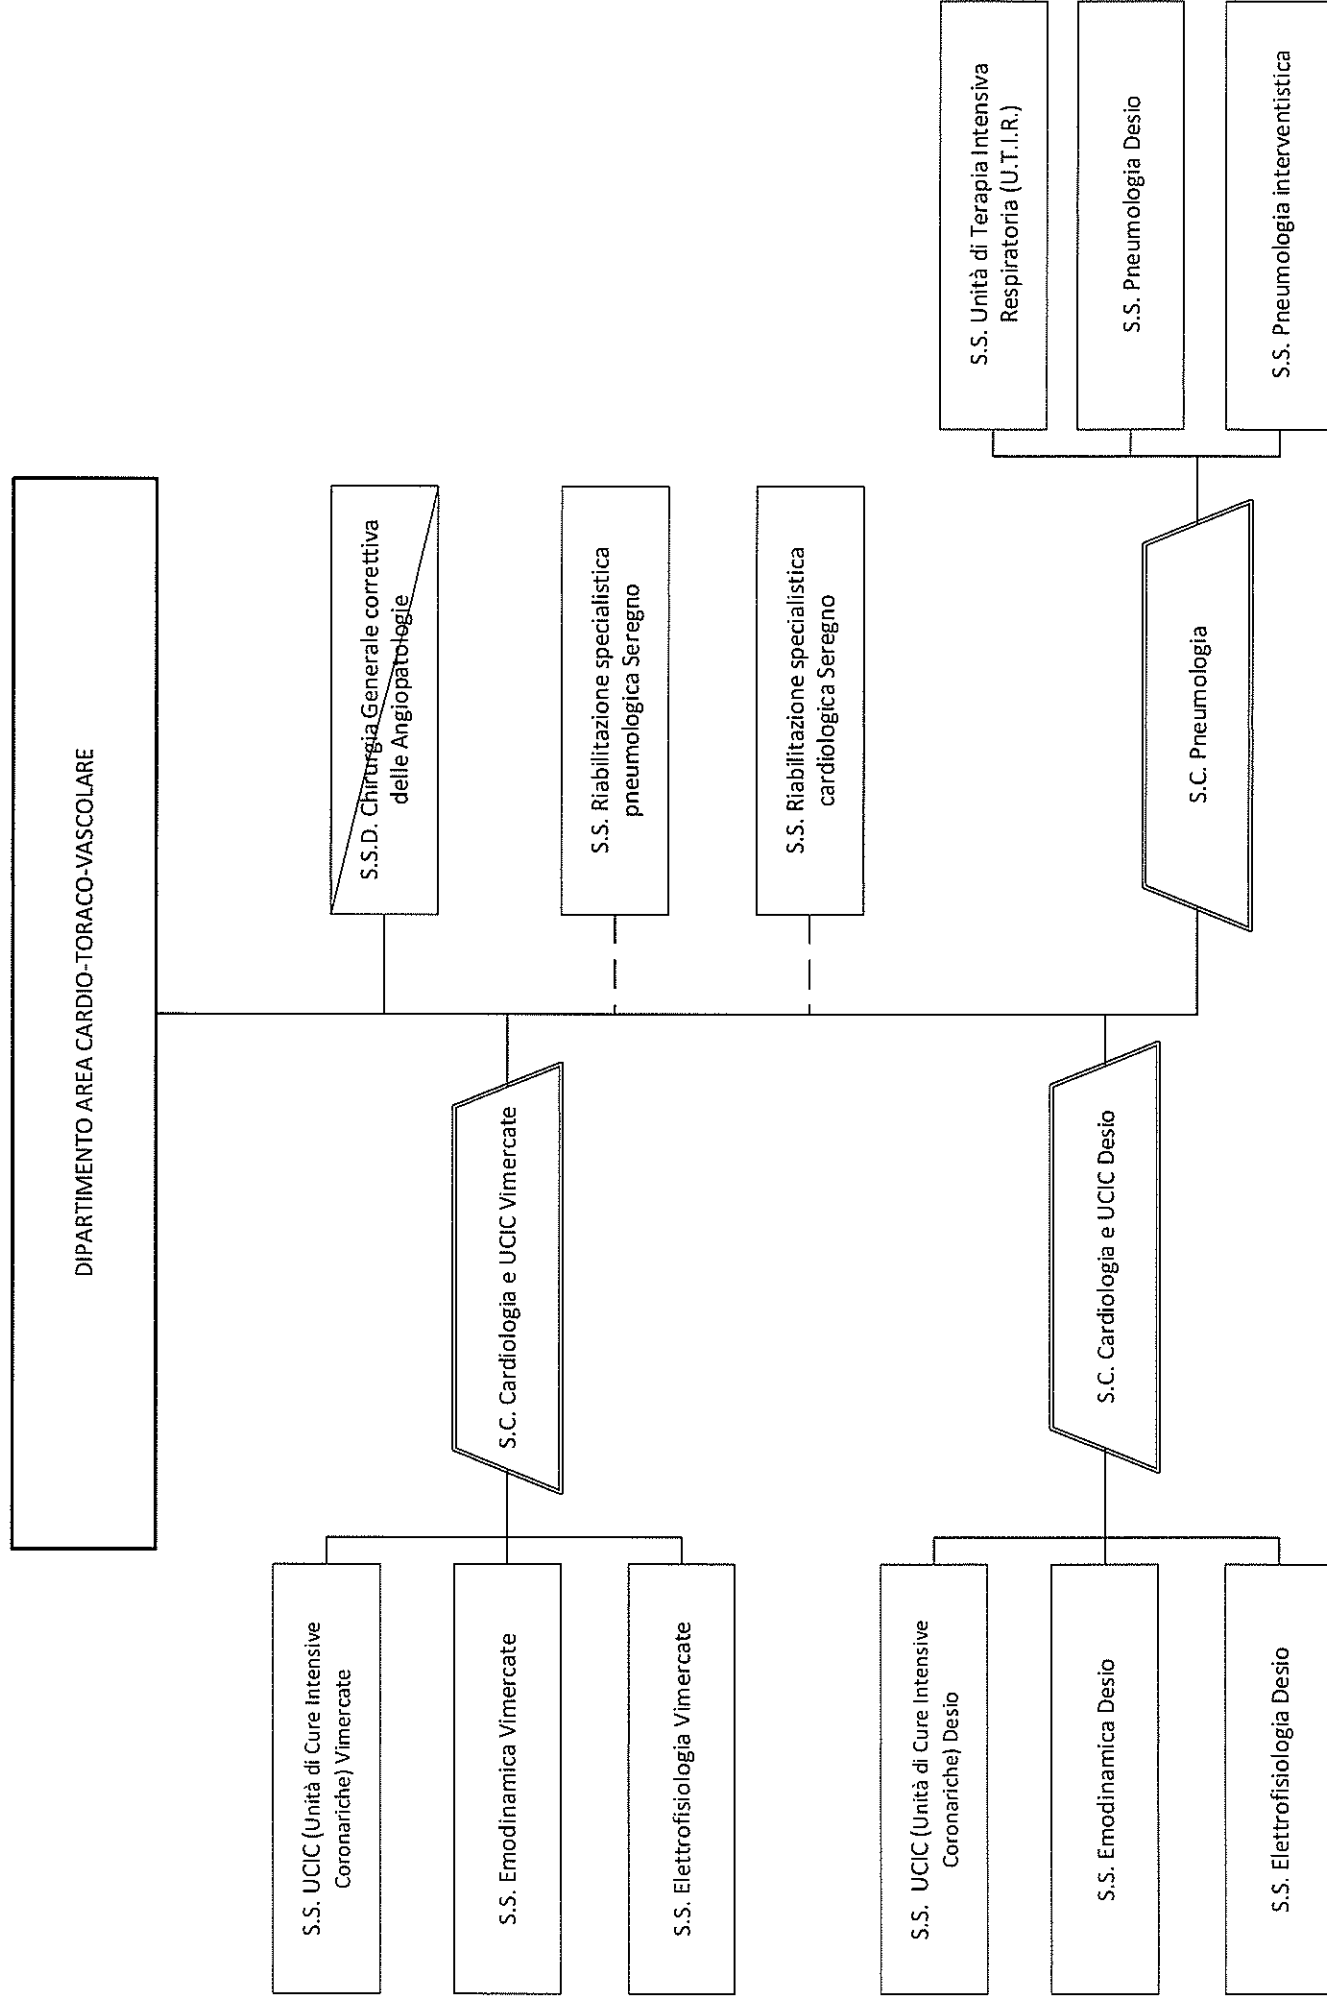 DIPARTIMENTO AREA CARDIO-TORACO-VASCOLARE
S.S.D. Chirurgia Generale correttiva
delle Angiopatologie
S.S. Riabilitazione specialistica
pneumologica Seregno
S.S. Riabilitazione specialistica
cardiologica Seregno
S.C. Cardiologia e UCIC Vimercate
S.S. UCIC (Unità di Cure Intensive
Coronariche) Vimercate
S.S. Emodinamica Vimercate
S.S. Elettrofisiologia Vimercate
S.C. Cardiologia e UCIC Desio
S.S. UCIC (Unità di Cure Intensive
Coronariche) Desio
S.S. Emodinamica Desio
S.S. Elettrofisiologia Desio
S.C. Pneumologia
S.S. Unità di Terapia Intensiva
Respiratoria (U.T.I.R.)
S.S. Pneumologia Desio
S.S. Pneumologia interventistica